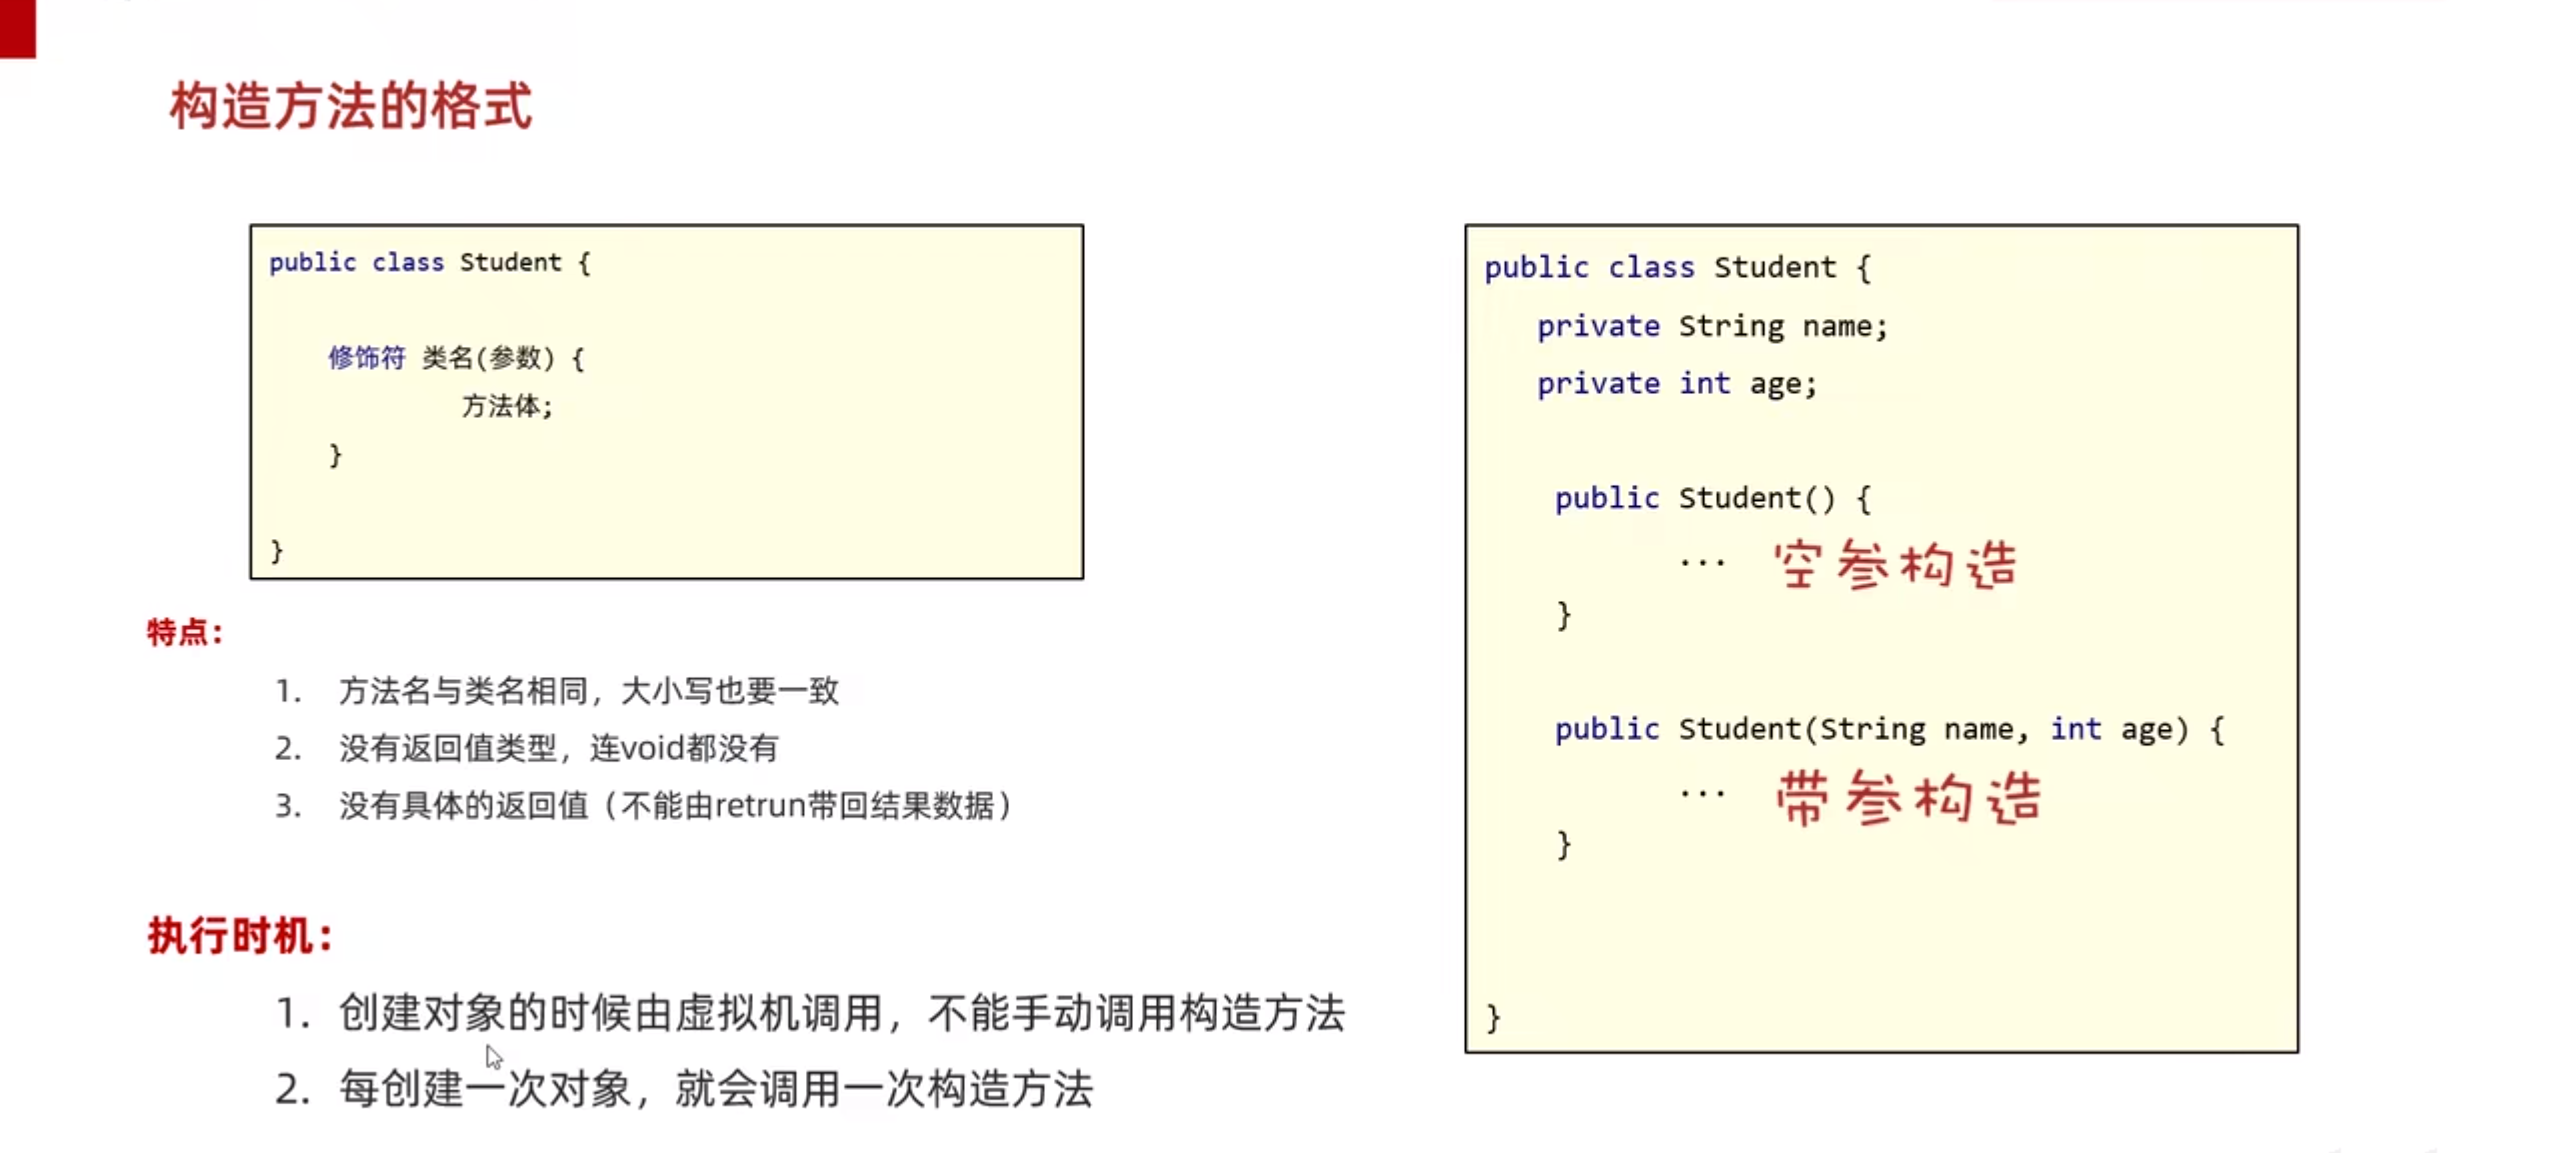 构造方法的格式
public class Student {
修饰符 类名(参数) {
方法体;
}
}
特点：
1. 方法名与类名相同，大小写也要一致
2. 没有返回值类型，连void都没有
3. 没有具体的返回值（不能由retrun带回结果数据）
执行时机：
1. 创建对象的时候由虚拟机调用，不能手动调用构造方法
2. 每创建一次对象，就会调用一次构造方法
public class Student {
private String name;
private int age;
public Student() {
... 空参构造
}
public Student(String name, int age) {
... 带参构造
}
}